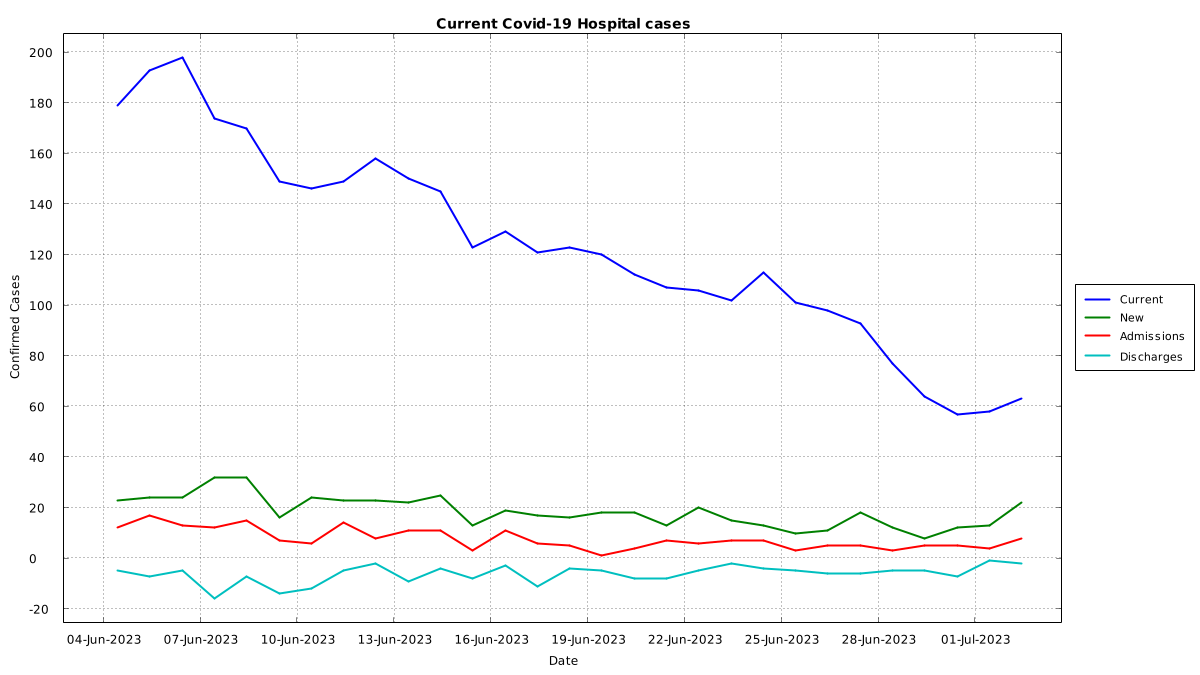 Current Covid-19 Hospital cases
200
180
160
140
120
100
80
60
40
20
0
-20
Confirmed Cases
04-Jun-2023 07-Jun-2023 10-Jun-2023 13-Jun-2023 16-Jun-2023 19-Jun-2023 22-Jun-2023 25-Jun-2023 28-Jun-2023 01-Jul-2023
Date
Current
New
Admissions
Discharges